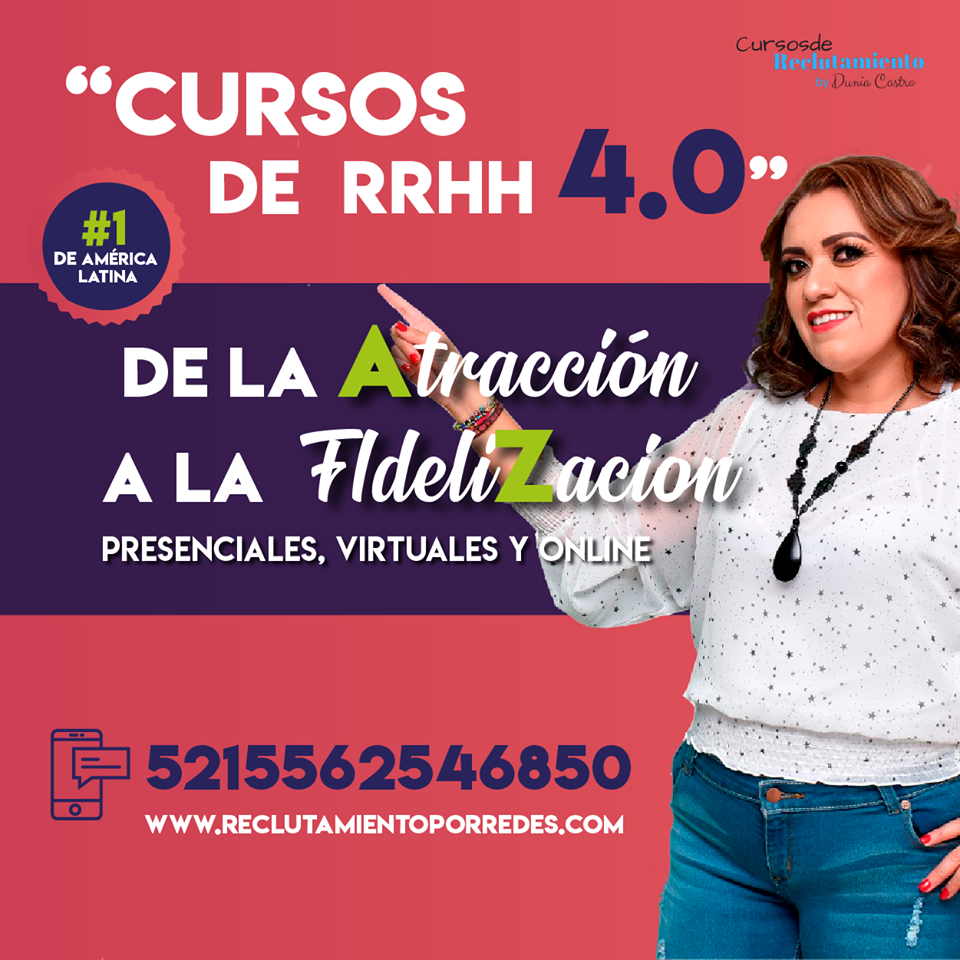 Cursosde
Reclutamiento
by Dunia Castro
“CURSOS
DE RRHH 4.0”
#1
DE AMÉRICA
LATINA
DE LA Atracción
A LA FIdeliZacion
PRESENCIALES, VIRTUALES Y ONLINE
5215562546850
WWW.RECLUTAMIENTOPORREDES.COM